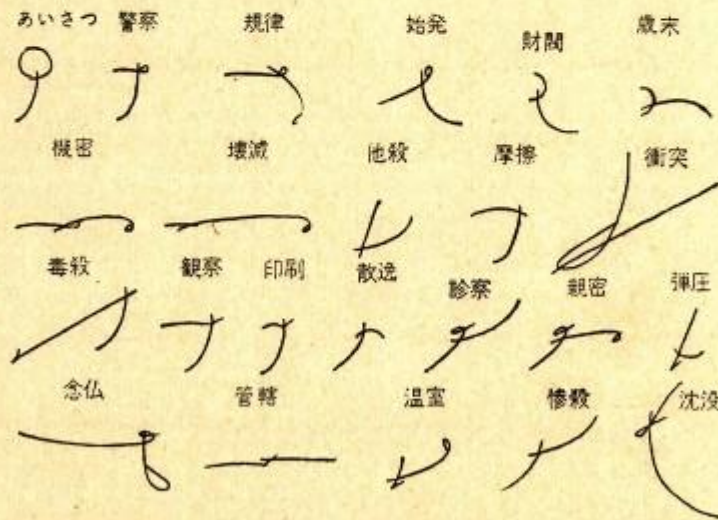 あいさつ 警察 規律 始発 財閥 歳末
機密 壊滅 他殺 摩擦 衝突
毒殺 観察 印刷 散逸 診察 親密 弾圧
念仏 管轄 温室 惨殺 沈没